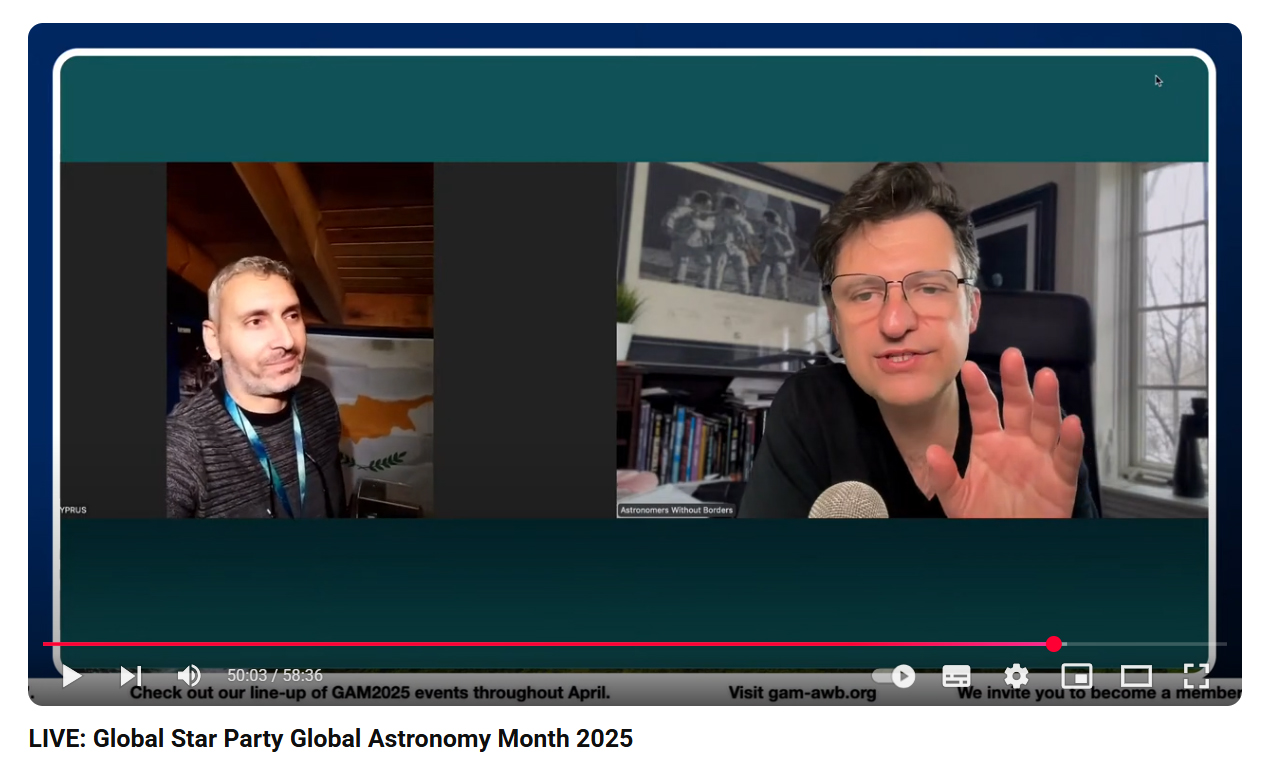 YPRUS
Astronomers Without Borders
50:03 / 58:36
Check out our line-up of GAM2025 events throughout April. Visit gam-awb.org We invite you to become a member
LIVE: Global Star Party Global Astronomy Month 2025